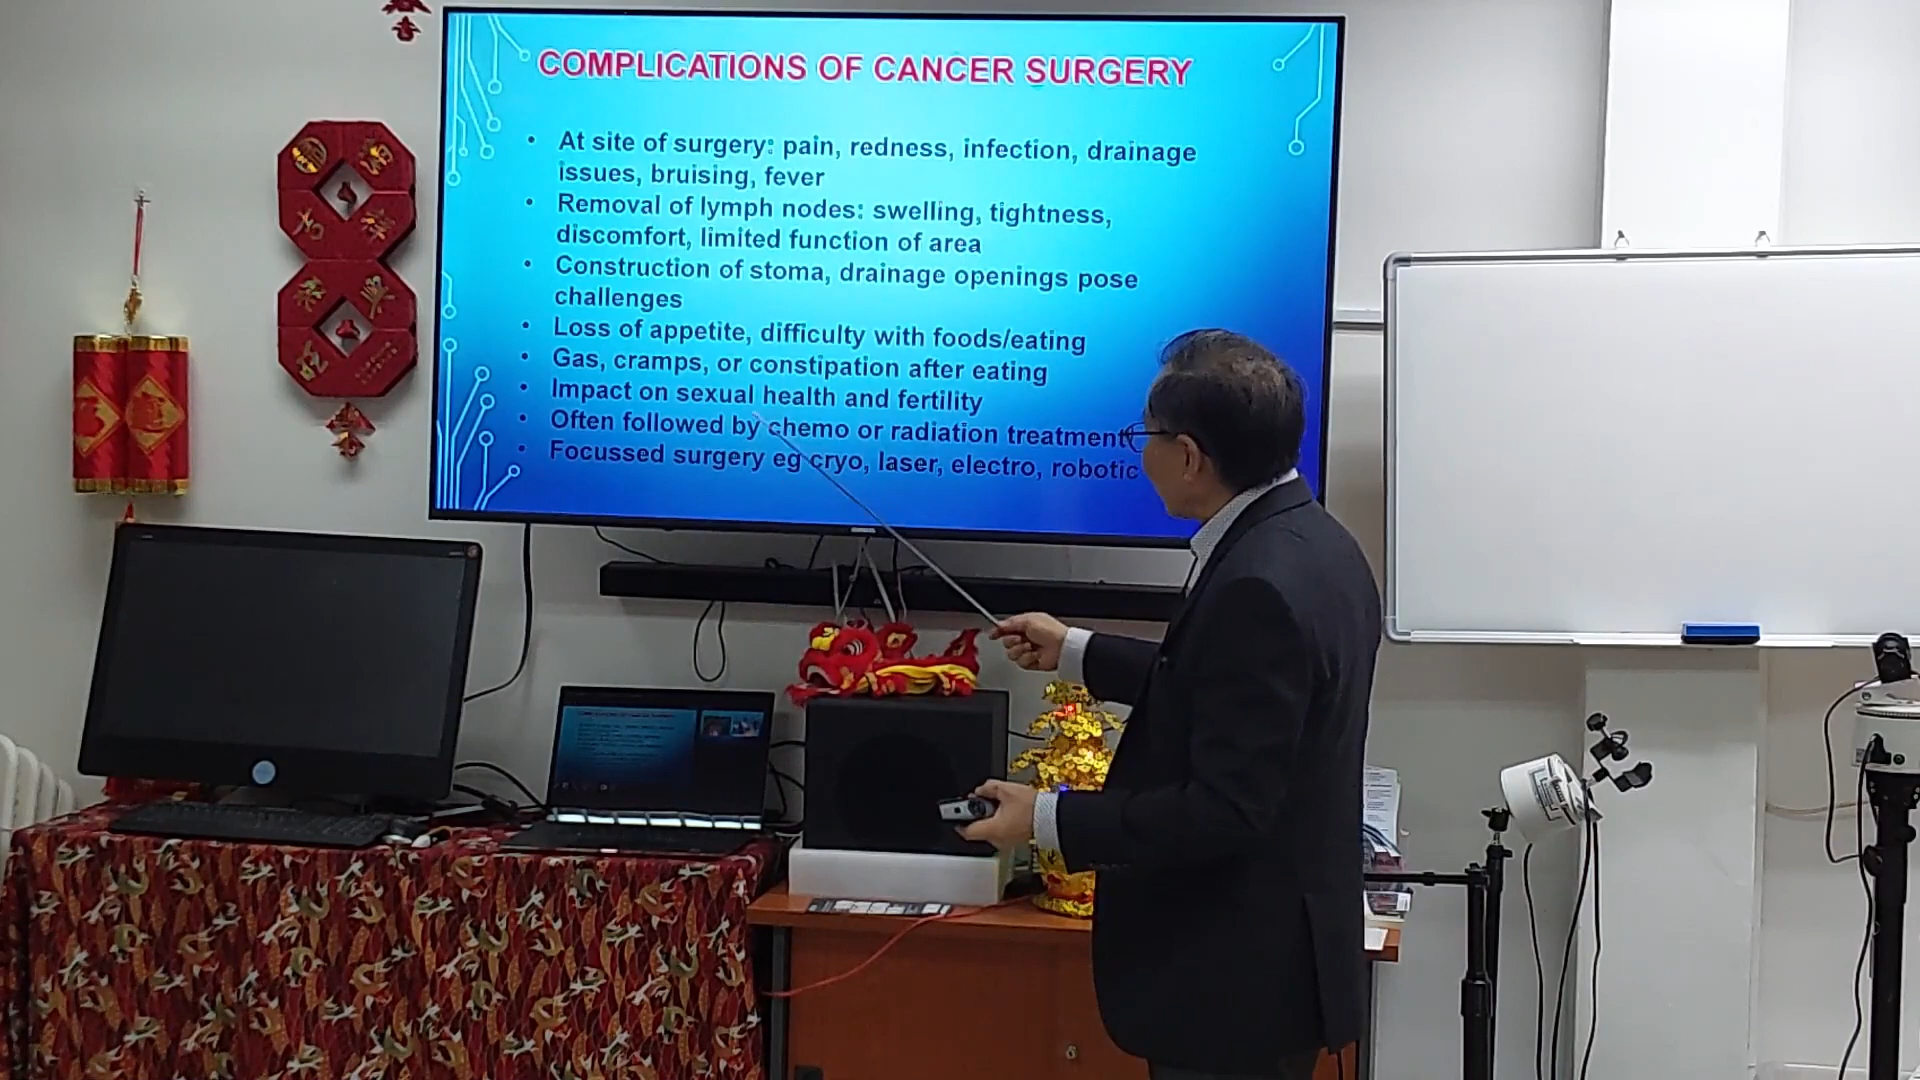 COMPLICATIONS OF CANCER SURGERY
• At site of surgery: pain, redness, infection, drainage
issues, bruising, fever
• Removal of lymph nodes: swelling, tightness,
discomfort, limited function of area
• Construction of stoma, drainage openings pose
challenges
• Loss of appetite, difficulty with foods/eating
• Gas, cramps, or constipation after eating
• Impact on sexual health and fertility
• Often followed by chemo or radiation treatment
• Focussed surgery eg cryo, laser, electro, robotic